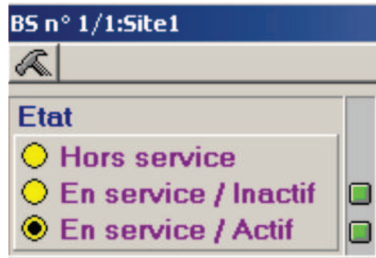 BS n° 1/1:Site1
Etat
Hors service
En service / Inactif
En service / Actif